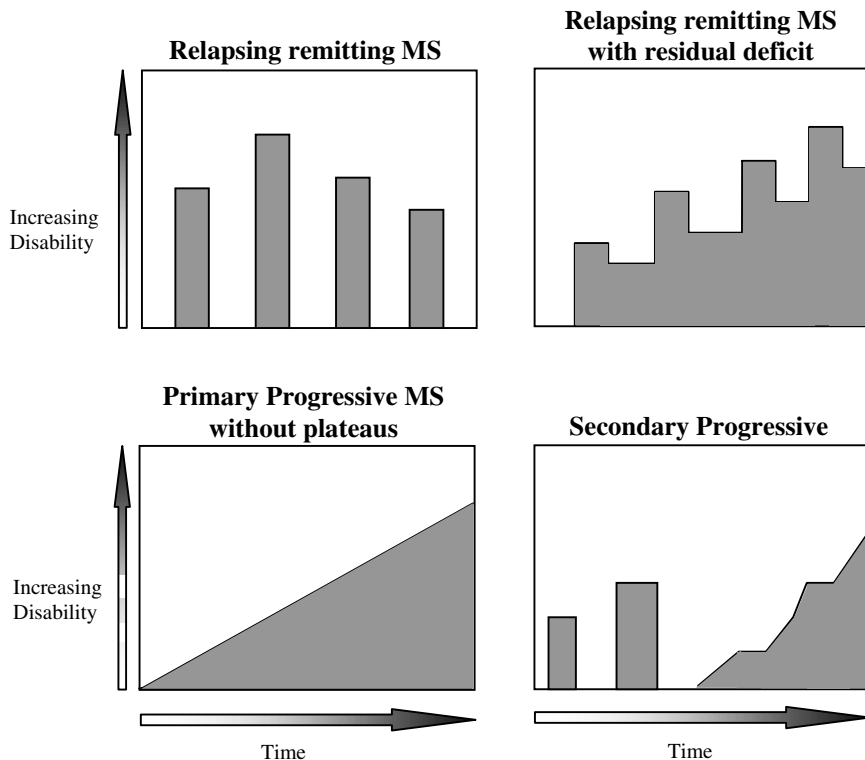 Relapsing remitting MS
Relapsing remitting MS
with residual deficit
Increasing
Disability
Primary Progressive MS
without plateaus
Secondary Progressive
Increasing
Disability
Time
Time